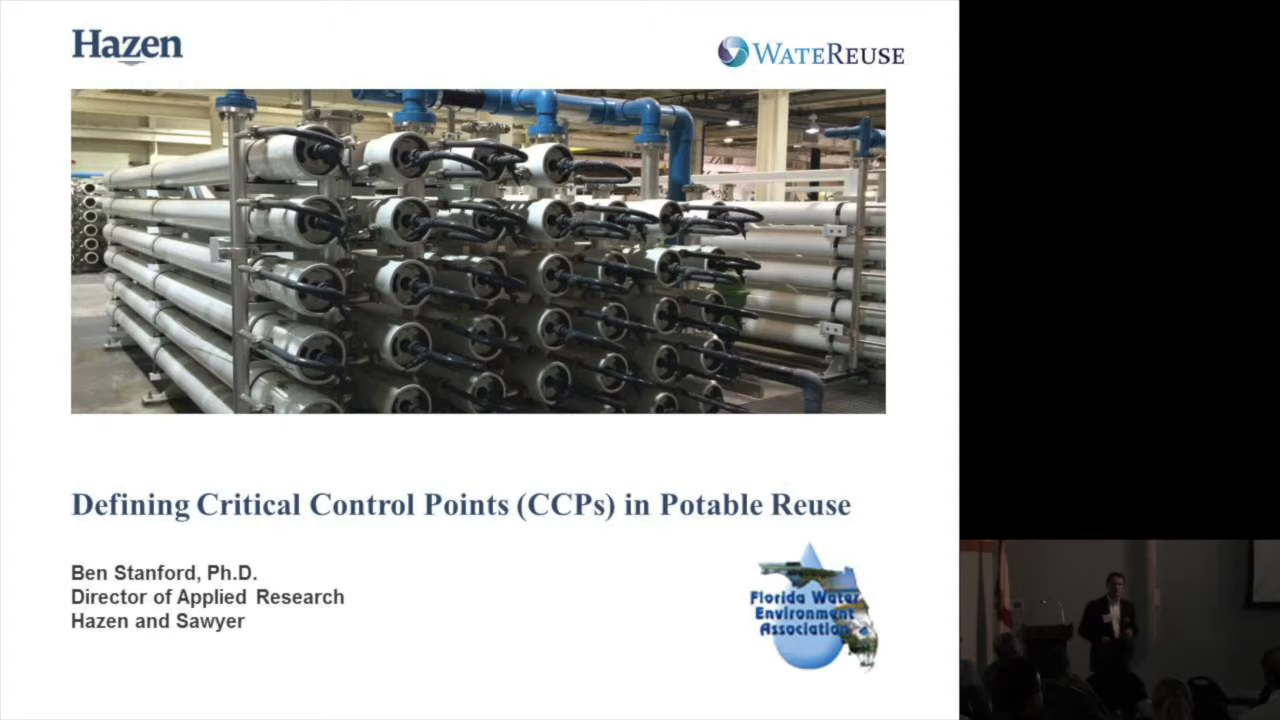 Hazen
WATEREUSE
Defining Critical Control Points (CCPs) in Potable Reuse
Ben Stanford, Ph.D.
Director of Applied Research
Hazen and Sawyer
Florida Water
Environment
Association